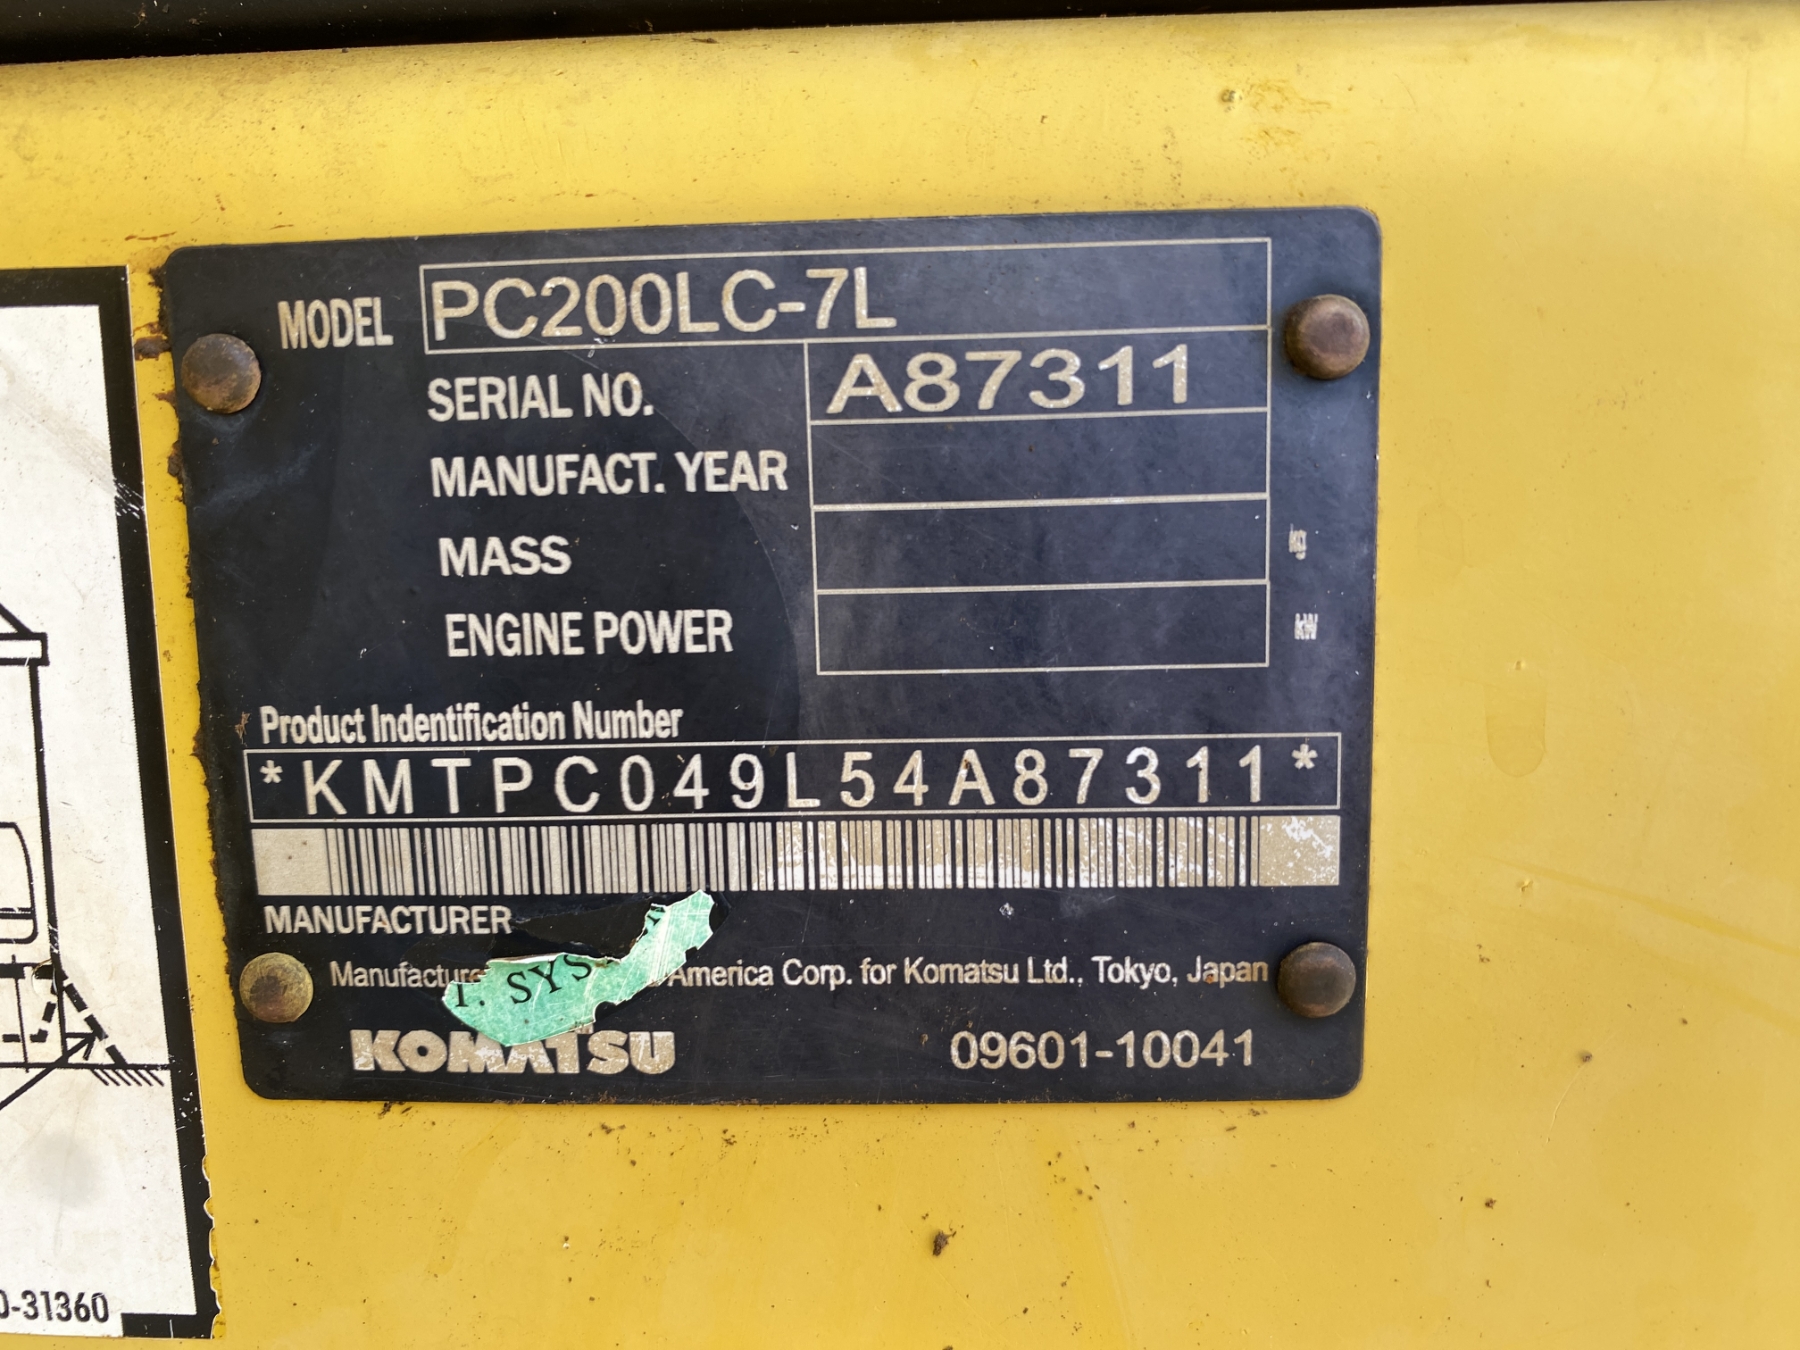 MODEL PC200LC-7L
SERIAL NO. A87311
MANUFACT. YEAR
MASS kg
ENGINE POWER kW
Product Indentification Number
*KMTPC049L54A87311*
MANUFACTURER
America Corp. for Komatsu Ltd., Tokyo, Japan
SYS
KOMATSU 09601-10041
-31360